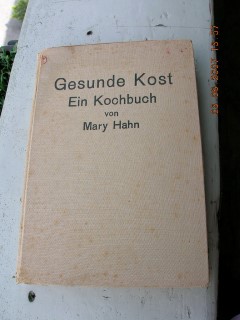 Gesunde Kost
Ein Kochbuch
von
Mary Hahn